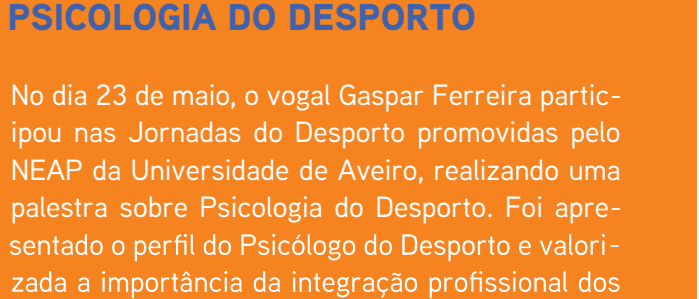 PSICOLOGIA DO DESPORTO
No dia 23 de maio, o vogal Gaspar Ferreira partic-
ipou nas Jornadas do Desporto promovidas pelo
NEAP da Universidade de Aveiro, realizando uma
palestra sobre Psicologia do Desporto. Foi apre-
sentado o perfil do Psicólogo do Desporto e valori-
zada a importância da integração profissional dos